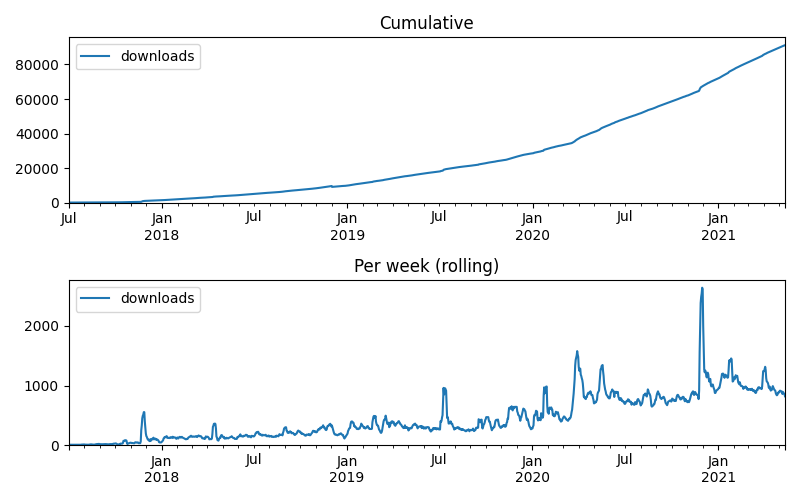 Cumulative
downloads
80000
60000
40000
20000
0
Jul Jan Jul Jan Jul Jan Jul Jan
2018 2019 2020 2021
Per week (rolling)
downloads
2000
1000
0
Jan Jul Jan Jul Jan Jul Jan
2018 2019 2020 2021